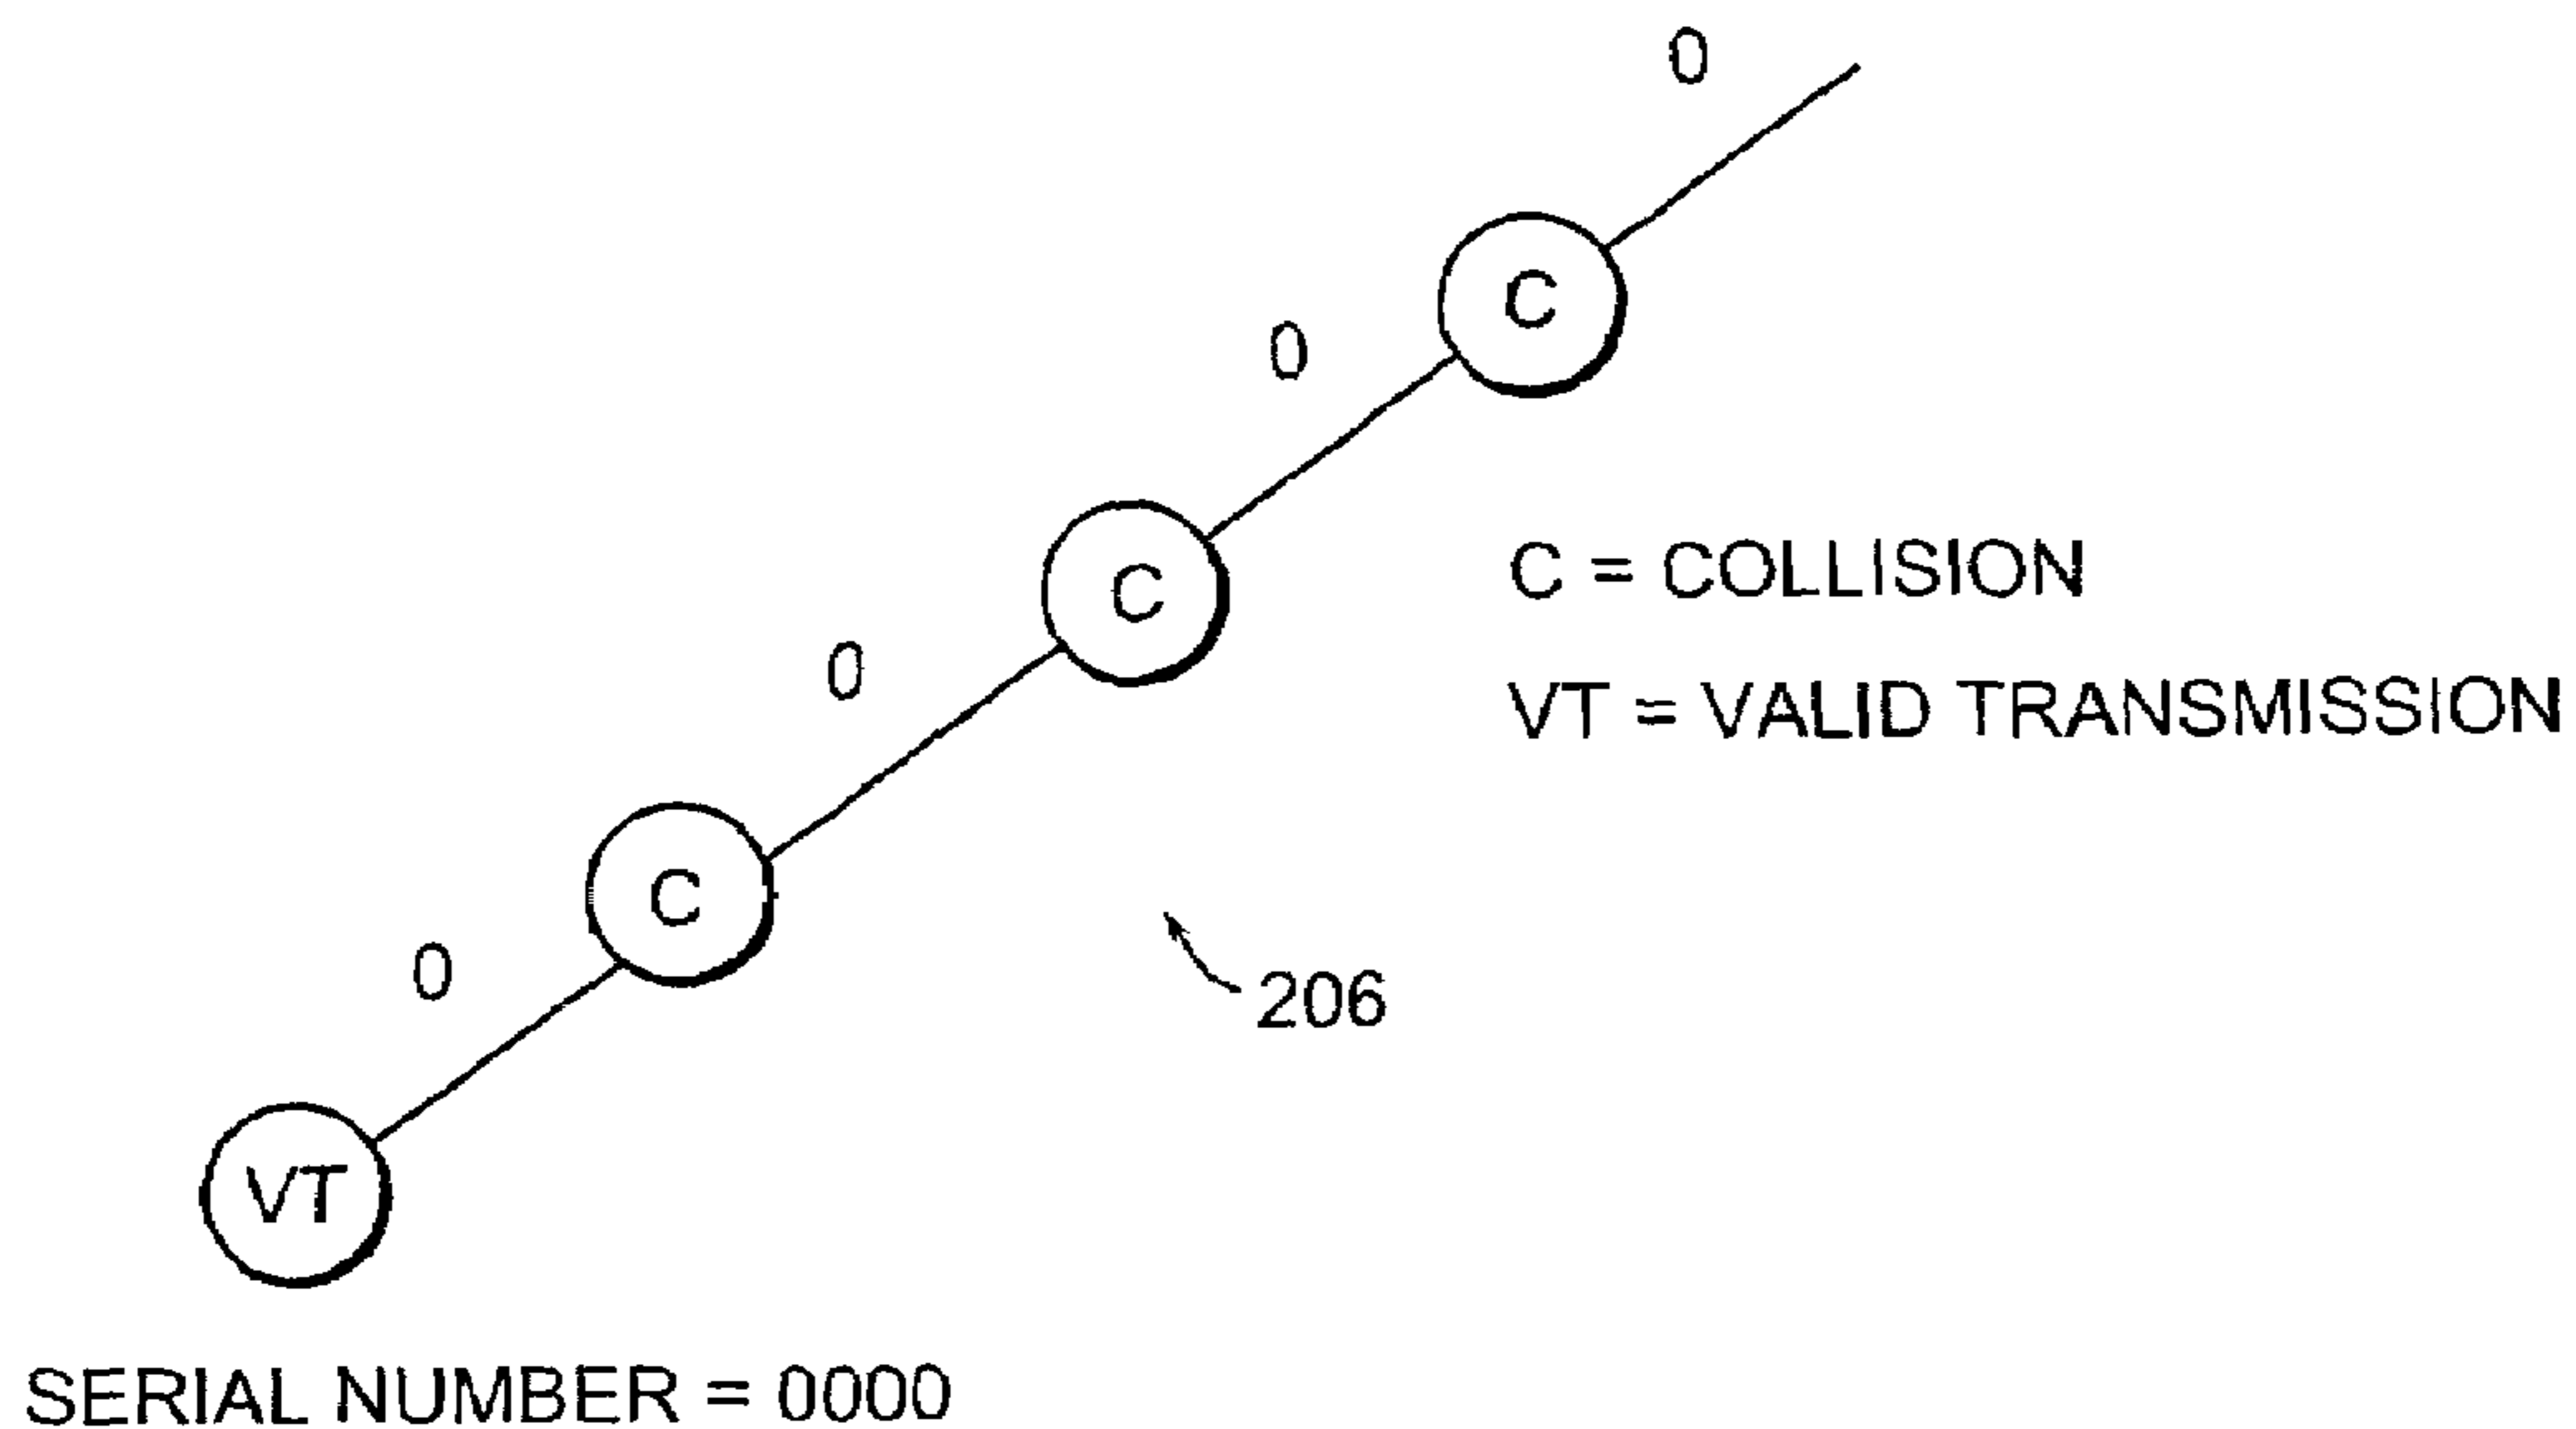 0
C
0
C
C = COLLISION
0
VT = VALID TRANSMISSION
C
0
206
VT
SERIAL NUMBER = 0000